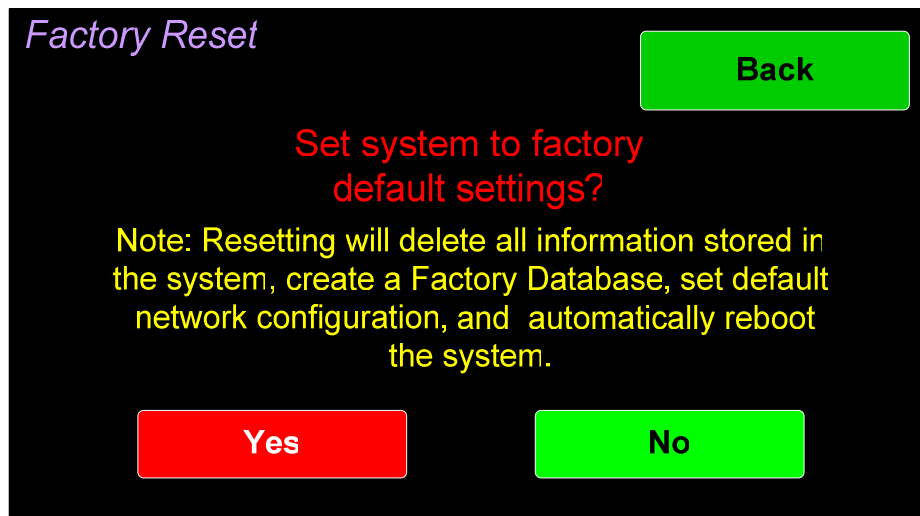 Factory Reset
Back
Set system to factory
default settings?
Note: Resetting will delete all information stored in
the system, create a Factory Database, set default
network configuration, and automatically reboot
the system.
Yes
No